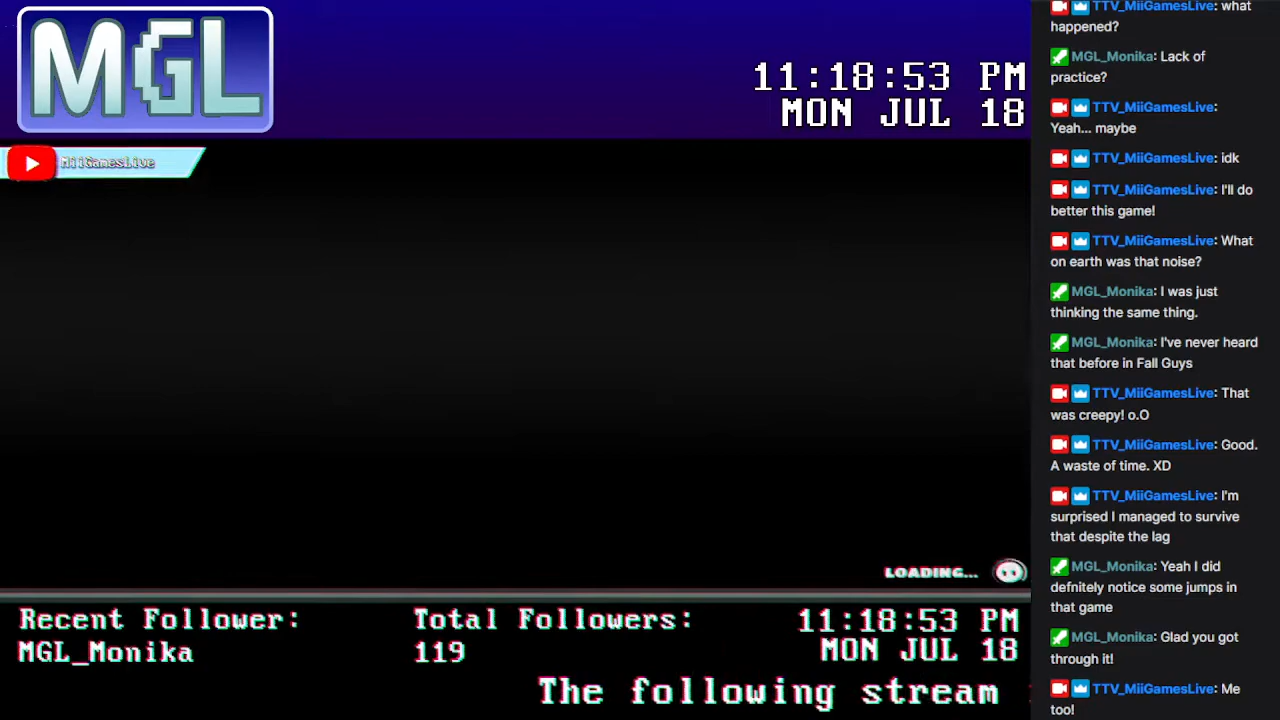 MGL
11:18:53 PM
MON JUL 18
MiiGamesLive
LOADING...
Recent Follower:
MGL_Monika
Total Followers:
119
11:18:53 PM
MON JUL 18
The following stream
TTV_MiiGamesLive: what
happened?
MGL_Monika: Lack of
practice?
TTV_MiiGamesLive:
Yeah... maybe
TTV_MiiGamesLive: idk
TTV_MiiGamesLive: I'll do
better this game!
TTV_MiiGamesLive: What
on earth was that noise?
MGL_Monika: I was just
thinking the same thing.
MGL_Monika: I've never heard
that before in Fall Guys
TTV_MiiGamesLive: That
was creepy! o.O
TTV_MiiGamesLive: Good.
A waste of time. XD
TTV_MiiGamesLive: I'm
surprised I managed to survive
that despite the lag
MGL_Monika: Yeah I did
defnitely notice some jumps in
that game
MGL_Monika: Glad you got
through it!
TTV_MiiGamesLive: Me
too!